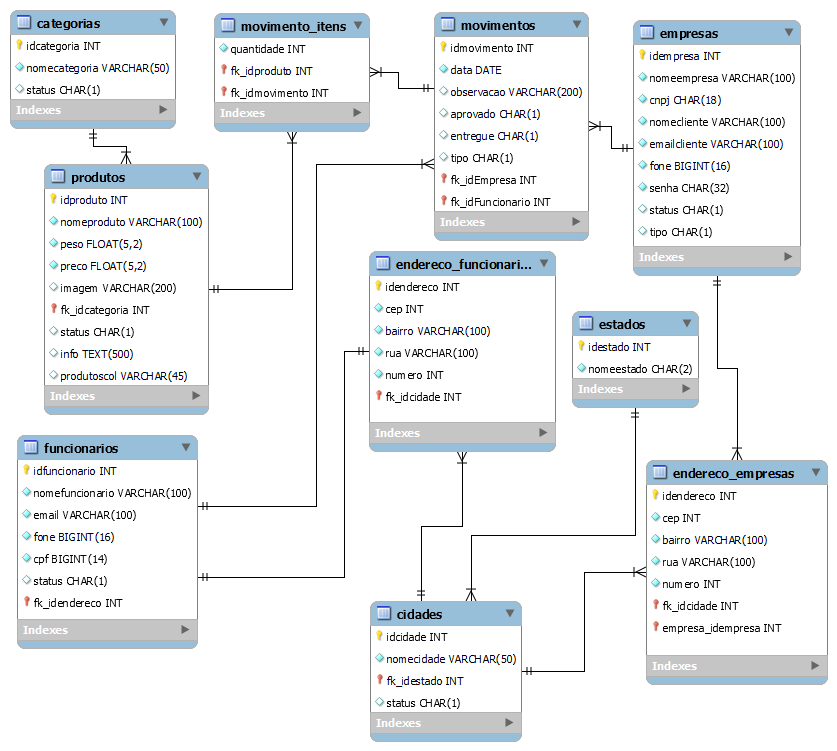 categorias
idcategoria INT
nomecategoria VARCHAR(50)
status CHAR(1)
Indexes
movimento_itens
quantidade INT
fk_idproduto INT
fk_idmovimento INT
Indexes
movimentos
idmovimento INT
data DATE
observacao VARCHAR(200)
aprovado CHAR(1)
entregue CHAR(1)
tipo CHAR(1)
fk_idEmpresa INT
fk_idFuncionario INT
Indexes
empresas
idempresa INT
nomeempresa VARCHAR(100)
cnpj CHAR(18)
nomecliente VARCHAR(100)
emailcliente VARCHAR(100)
fone BIGINT(16)
senha CHAR(32)
status CHAR(1)
tipo CHAR(1)
Indexes
produtos
idproduto INT
nomeproduto VARCHAR(100)
peso FLOAT(5,2)
preco FLOAT(5,2)
imagem VARCHAR(200)
fk_idcategoria INT
status CHAR(1)
info TEXT(500)
produtoscol VARCHAR(45)
Indexes
endereco_funcionari...
idendereco INT
cep INT
bairro VARCHAR(100)
rua VARCHAR(100)
numero INT
fk_idcidade INT
Indexes
estados
idestado INT
nomeestado CHAR(2)
Indexes
funcionarios
idfuncionario INT
nomefuncionario VARCHAR(100)
email VARCHAR(100)
fone BIGINT(16)
cpf BIGINT(14)
status CHAR(1)
fk_idendereco INT
Indexes
endereco_empresas
idendereco INT
cep INT
bairro VARCHAR(100)
rua VARCHAR(100)
numero INT
fk_idcidade INT
empresa_idempresa INT
Indexes
cidades
idcidade INT
nomecidade VARCHAR(50)
fk_idestado INT
status CHAR(1)
Indexes